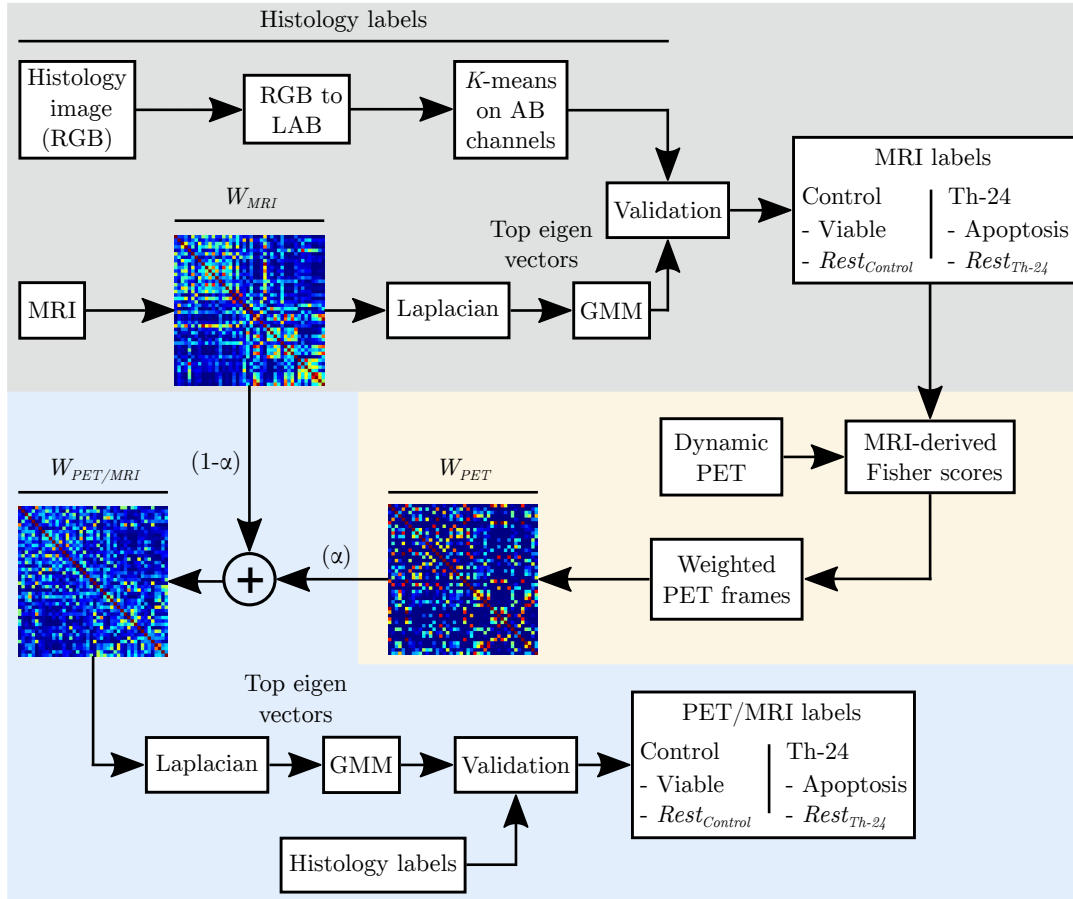 Histology labels
Histology
image
(RGB)
RGB to
LAB
K-means
on AB
channels
Validation
MRI labels
Control
- Viable
- Rest_Control
Th-24
- Apoptosis
- Rest_Th-24
W_MRI
MRI
Laplacian
Top eigen
vectors
GMM
(1-α)
Dynamic
PET
MRI-derived
Fisher scores
W_PET/MRI
W_PET
(α)
+
Weighted
PET frames
Top eigen
vectors
Laplacian
GMM
Validation
Histology labels
PET/MRI labels
Control
- Viable
- Rest_Control
Th-24
- Apoptosis
- Rest_Th-24